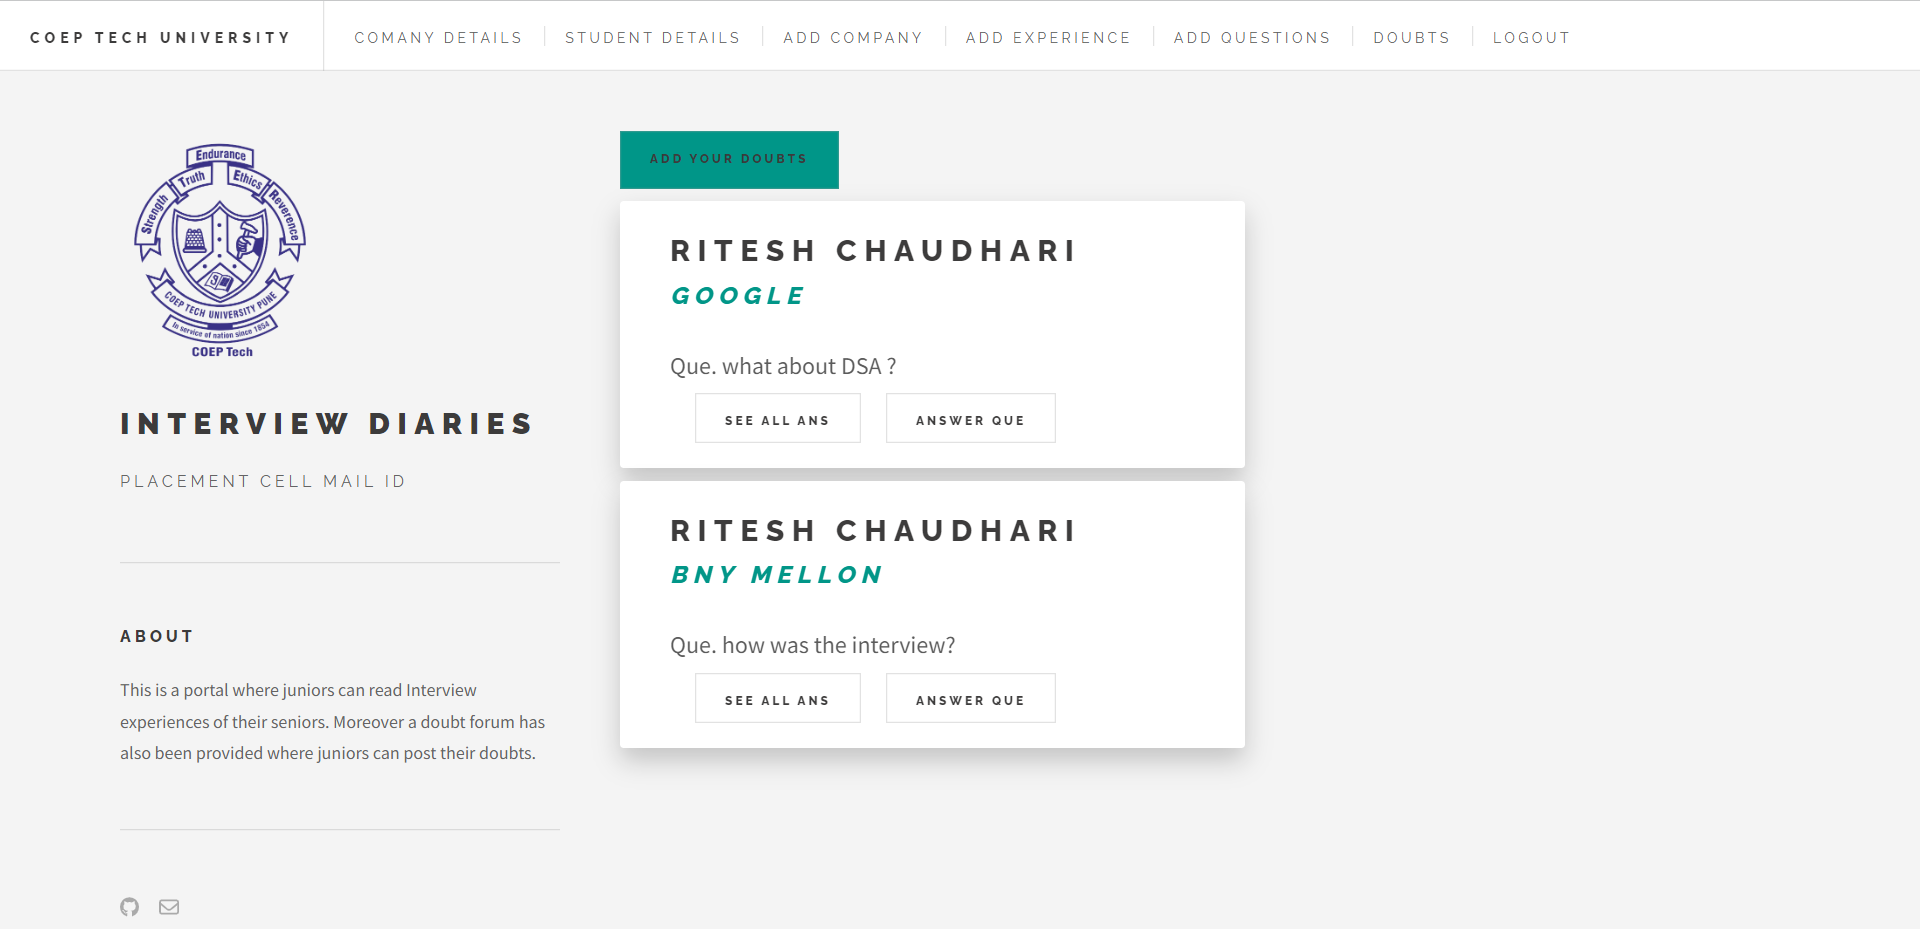 COEP TECH UNIVERSITY
COMANY DETAILS
STUDENT DETAILS
ADD COMPANY
ADD EXPERIENCE
ADD QUESTIONS
DOUBTS
LOGOUT
Endurance
Truth
Ethics
Strength
Reverence
COEP TECH UNIVERSITY PUNE
In service of nation since 1854
COEP Tech
INTERVIEW DIARIES
PLACEMENT CELL MAIL ID
ABOUT
This is a portal where juniors can read Interview
experiences of their seniors. Moreover a doubt forum has
also been provided where juniors can post their doubts.
ADD YOUR DOUBTS
RITESH CHAUDHARI
GOOGLE
Que. what about DSA ?
SEE ALL ANS
ANSWER QUE
RITESH CHAUDHARI
BNY MELLON
Que. how was the interview?
SEE ALL ANS
ANSWER QUE